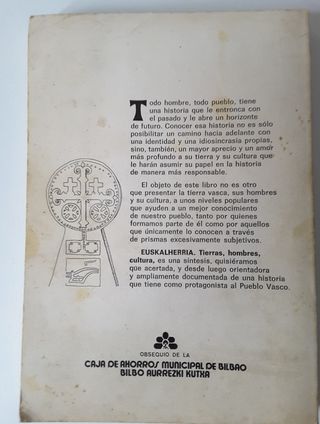 Todo hombre, todo pueblo, tiene
una historia que le entronca con
el pasado y le abre un horizonte
de futuro. Conocer esa historia no es sólo
posibilitar un camino hacia adelante con
una identidad y una idiosincrasia propias,
sino, también, un mayor aprecio y un amor
más profundo a su tierra y su cultura que
le harán asumir su papel en la historia
de manera más responsable.
El objeto de este libro no es otro
que presentar la tierra vasca, sus hombres
y su cultura, a unos niveles populares
que ayuden a un mejor conocimiento
de nuestro pueblo, tanto por quienes
formamos parte de él como por aquellos
que únicamente lo conocen a través
de prismas excesivamente subjetivos.
EUSKALHERRIA. Tierras, hombres,
cultura, es una síntesis, quisiéramos
que acertada, y desde luego orientadora
y ampliamente documentada de una historia
que tiene como protagonista al Pueblo Vasco.
OBSEQUIO DE LA
CAJA DE AHORROS MUNICIPAL DE BILBAO
BILBO AURREZKI KUTXA